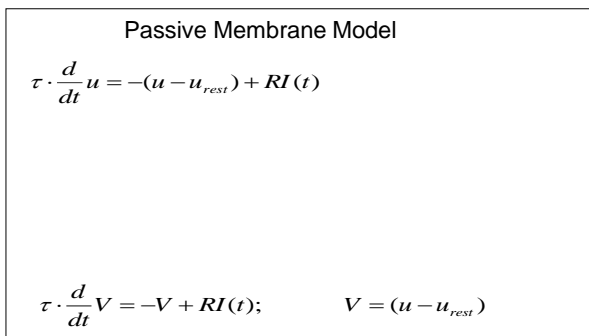 Passive Membrane Model
τ · d/dt u = −(u − u_rest) + RI(t)
τ · d/dt V = −V + RI(t); V = (u − u_rest)